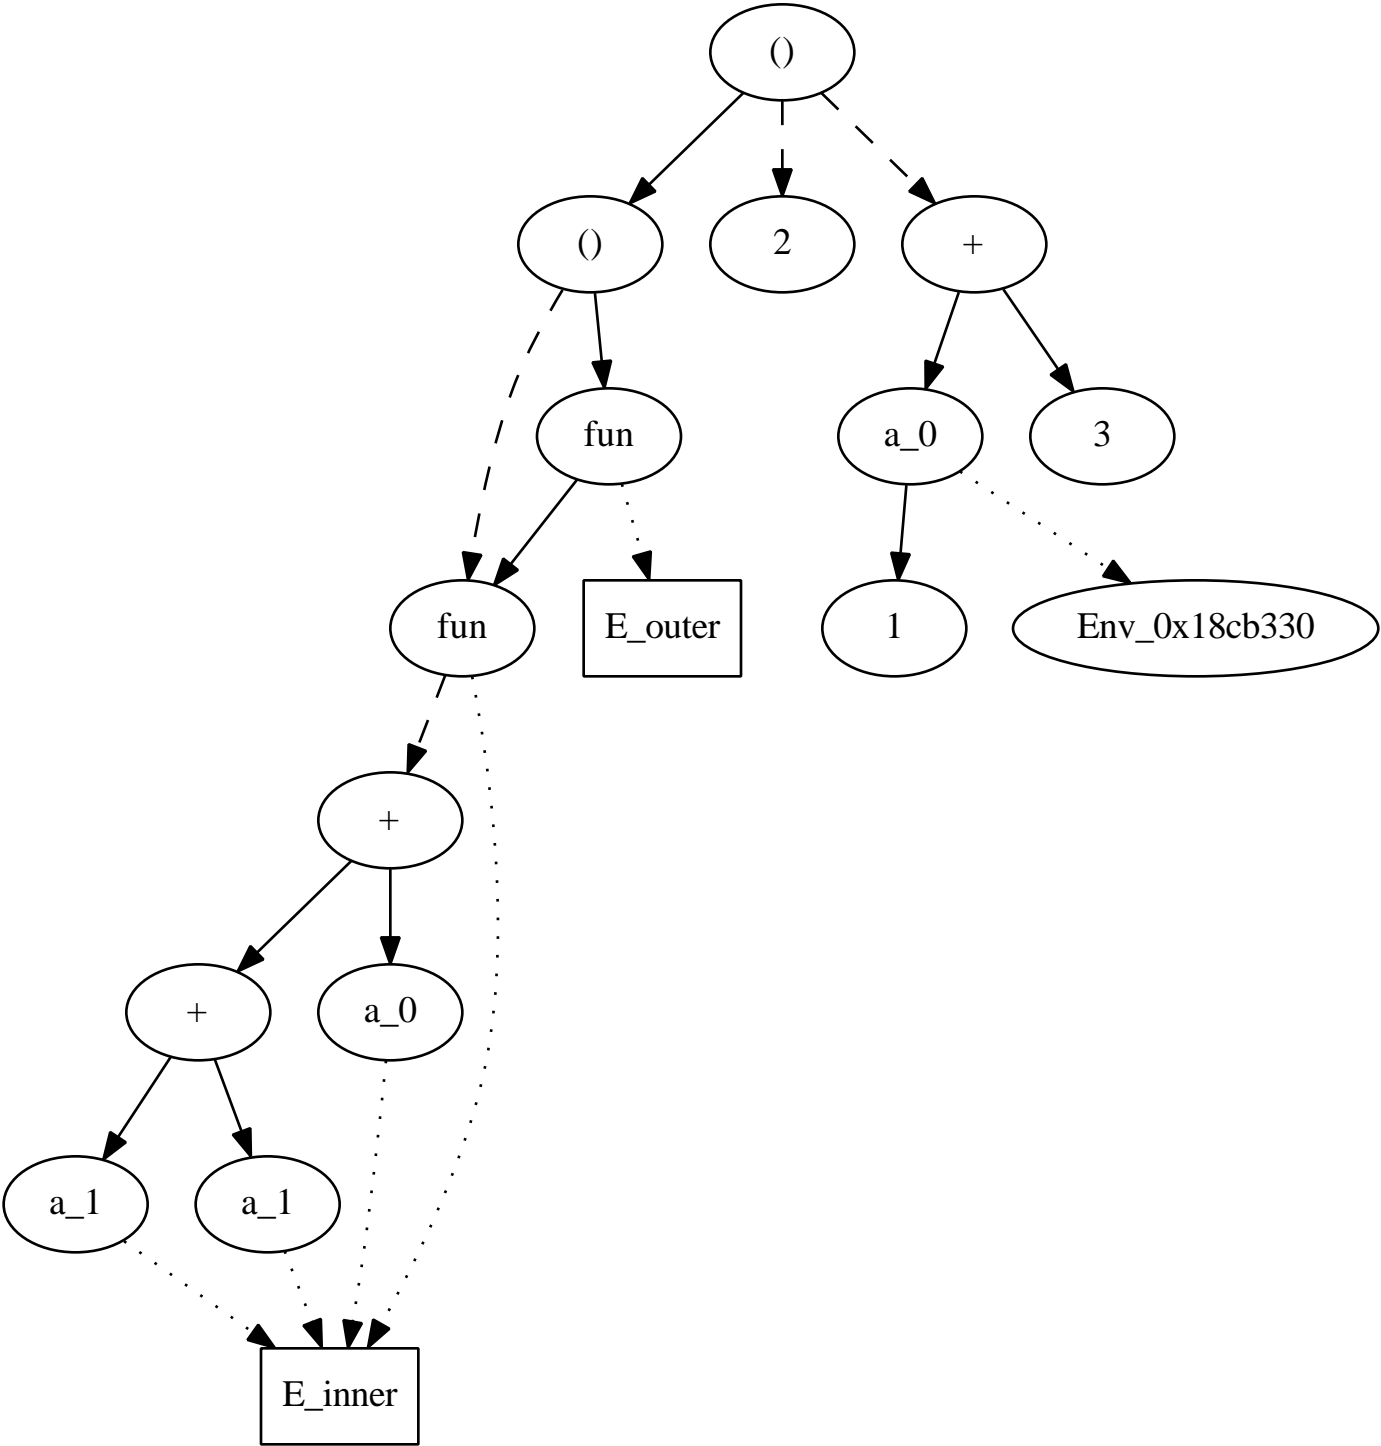 ()
()
2
+
fun
a_0
3
fun
E_outer
1
Env_0x18cb330
+
+
a_0
a_1
a_1
E_inner